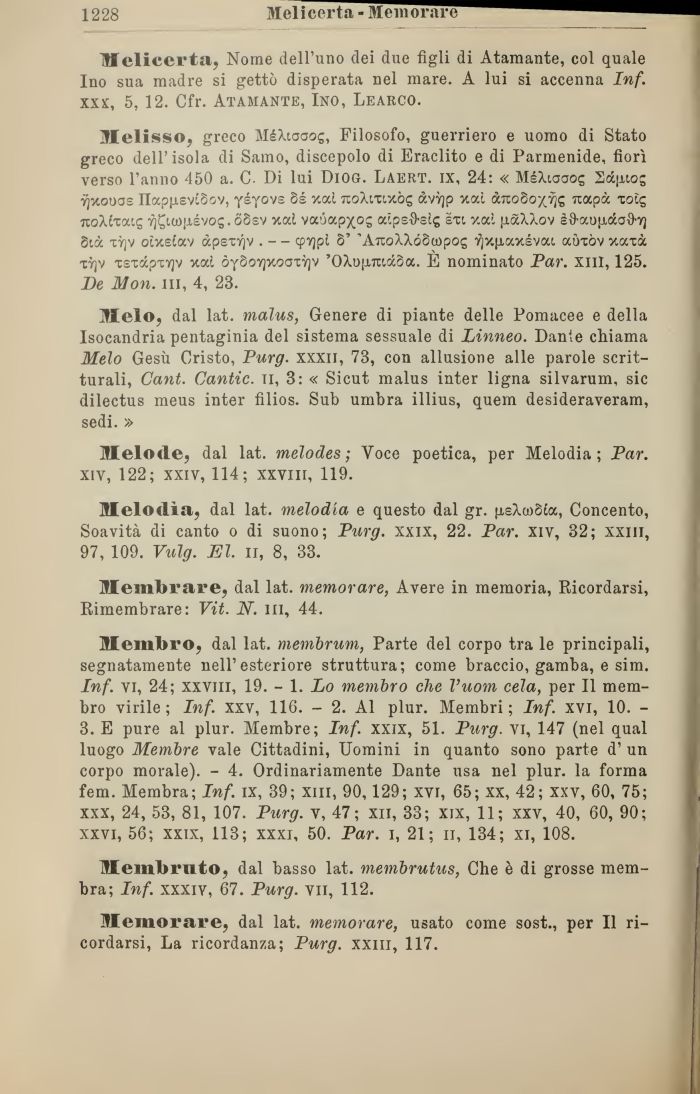 1228 Melicerta - Memorare
Melicerta, Nome dell'uno dei due figli di Atamante, col quale
Ino sua madre si gettò disperata nel mare. A lui si accenna Inf.
XXX, 5, 12. Cfr. ATAMANTE, INO, LEARCO.
Melisso, greco Μέλισσος, Filosofo, guerriero e uomo di Stato
greco dell' isola di Samo, discepolo di Eraclito e di Parmenide, fiorì
verso l'anno 450 a. C. Di lui DIOG. LAERT. IX, 24: « Μέλισσος Σάμιος
ἤκουσε Παρμενίδου, γέγονε δέ καὶ πολιτικὸς ἀνὴρ καὶ ἀποδοχῆς παρὰ τοῖς
πολίταις ἠξιωμένος. ὅδεν καὶ ναύαρχος αἱρεθεὶς ἔτι καὶ μᾶλλον ἐθαυμάσθη
διὰ τὴν οἰκείαν ἀρετήν . – – φησὶ δ' Ἀπολλόδωρος ἠκμακέναι αὐτὸν κατὰ
τὴν τετάρτην καὶ ὀγδοηκοστὴν Ὀλυμπιάδα. È nominato Par. XIII, 125.
De Mon. III, 4, 23.
Melo, dal lat. malus, Genere di piante delle Pomacee e della
Isocandria pentaginia del sistema sessuale di Linneo. Dante chiama
Melo Gesù Cristo, Purg. XXXII, 73, con allusione alle parole scrit-
turali, Cant. Cantic. II, 3: « Sicut malus inter ligna silvarum, sic
dilectus meus inter filios. Sub umbra illius, quem desideraveram,
sedi. »
Melode, dal lat. melodes; Voce poetica, per Melodia; Par.
XIV, 122; XXIV, 114; XXVIII, 119.
Melodìa, dal lat. melodía e questo dal gr. μελωδία, Concento,
Soavità di canto o di suono; Purg. XXIX, 22. Par. XIV, 32; XXIII,
97, 109. Vulg. El. II, 8, 33.
Membrare, dal lat. memorare, Avere in memoria, Ricordarsi,
Rimembrare: Vit. N. III, 44.
Membro, dal lat. membrum, Parte del corpo tra le principali,
segnatamente nell' esteriore struttura; come braccio, gamba, e sim.
Inf. VI, 24; XXVIII, 19. - 1. Lo membro che l'uom cela, per Il mem-
bro virile; Inf. XXV, 116. - 2. Al plur. Membri; Inf. XVI, 10. -
3. E pure al plur. Membre; Inf. XXIX, 51. Purg. VI, 147 (nel qual
luogo Membre vale Cittadini, Uomini in quanto sono parte d' un
corpo morale). - 4. Ordinariamente Dante usa nel plur. la forma
fem. Membra; Inf. IX, 39; XIII, 90, 129; XVI, 65; XX, 42; XXV, 60, 75;
XXX, 24, 53, 81, 107. Purg. V, 47; XII, 33; XIX, 11; XXV, 40, 60, 90;
XXVI, 56; XXIX, 113; XXXI, 50. Par. I, 21; II, 134; XI, 108.
Membruto, dal basso lat. membrutus, Che è di grosse mem-
bra; Inf. XXXIV, 67. Purg. VII, 112.
Memorare, dal lat. memorare, usato come sost., per Il ri-
cordarsi, La ricordanza; Purg. XXIII, 117.